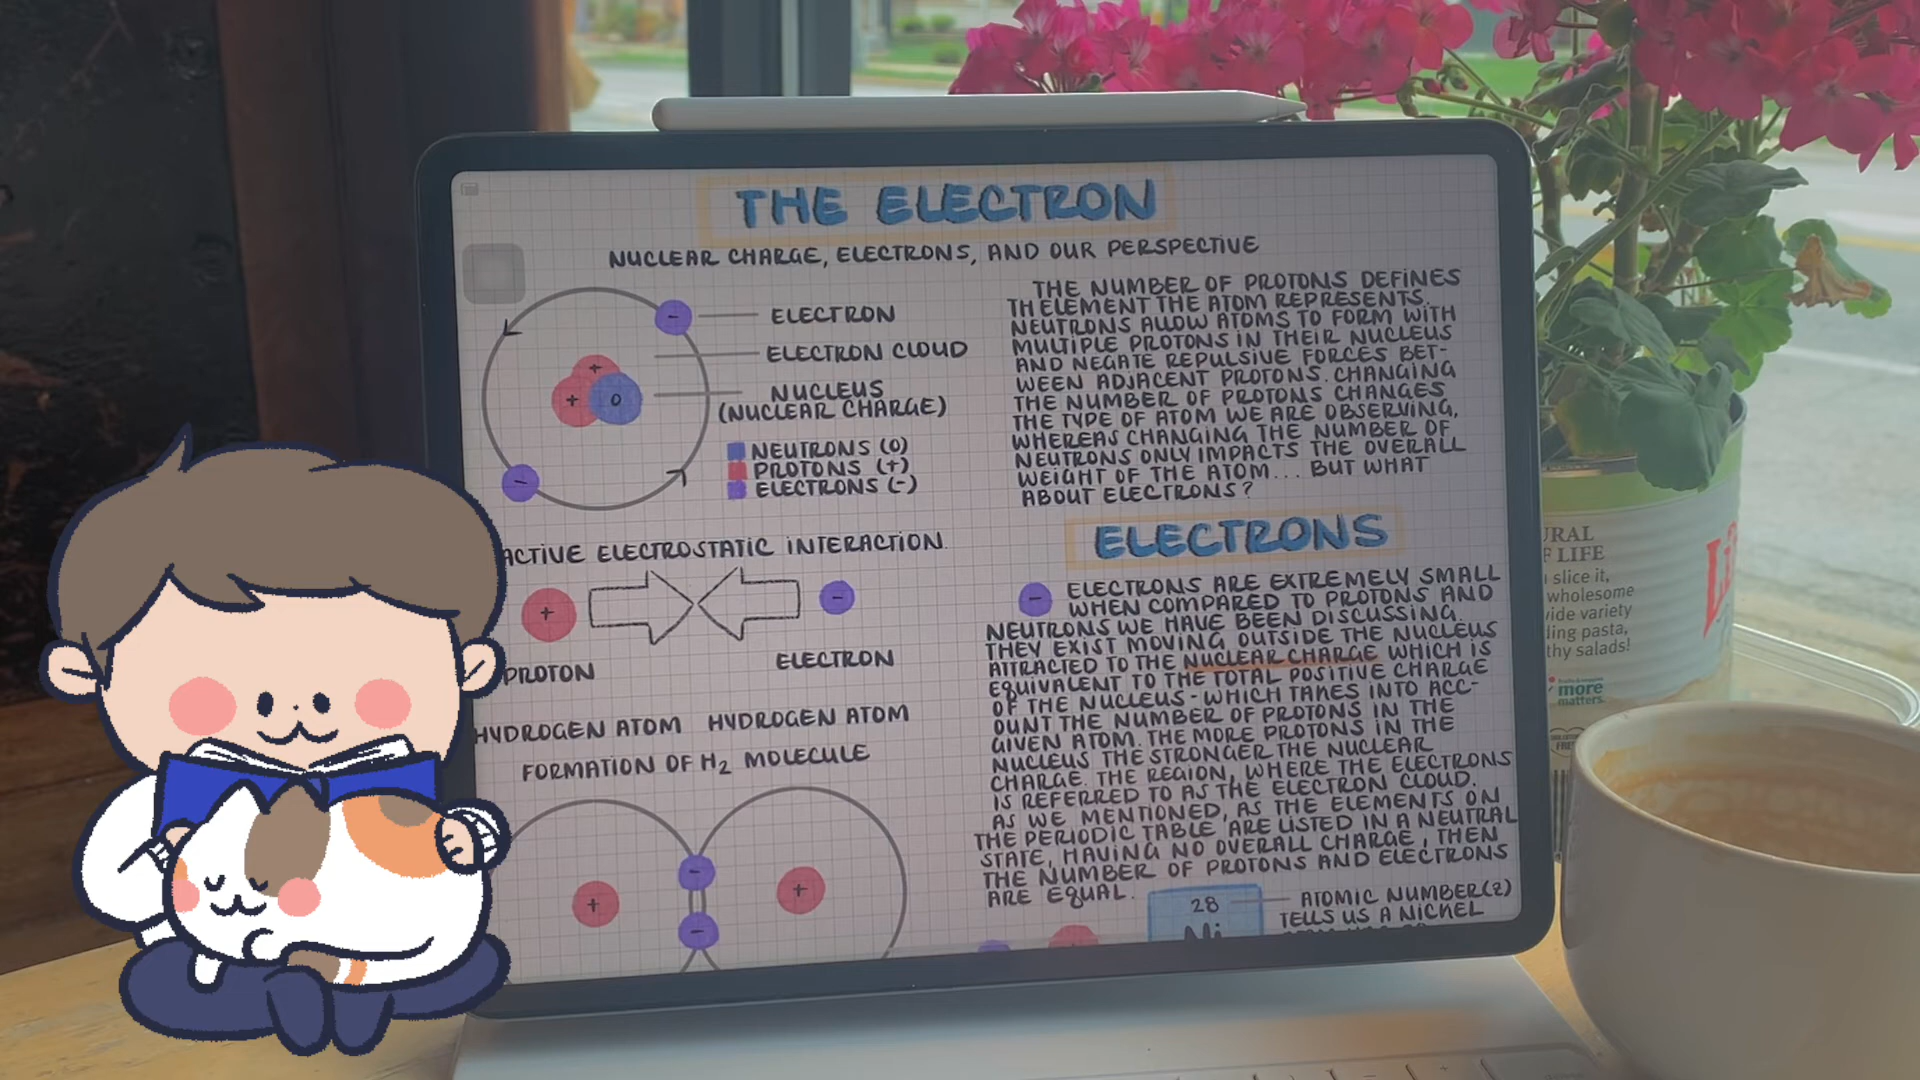 THE ELECTRON
NUCLEAR CHARGE, ELECTRONS, AND OUR PERSPECTIVE
ELECTRON
ELECTRON CLOUD
NUCLEUS
(NUCLEAR CHARGE)
NEUTRONS (0)
PROTONS (+)
ELECTRONS (-)
-
+
+ 0
-
ACTIVE ELECTROSTATIC INTERACTION
+ -
PROTON
ELECTRON
HYDROGEN ATOM HYDROGEN ATOM
FORMATION OF H2 MOLECULE
-
+ +
-
THE NUMBER OF PROTONS DEFINES
THE ELEMENT THE ATOM REPRESENTS.
NEUTRONS ALLOW ATOMS TO FORM WITH
MULTIPLE PROTONS IN THEIR NUCLEUS
AND NEGATE REPULSIVE FORCES BET-
WEEN ADJACENT PROTONS. CHANGING
THE NUMBER OF PROTONS CHANGES
THE TYPE OF ATOM WE ARE OBSERVING,
WHEREAS CHANGING THE NUMBER OF
NEUTRONS ONLY IMPACTS THE OVERALL
WEIGHT OF THE ATOM... BUT WHAT
ABOUT ELECTRONS?
ELECTRONS
-
ELECTRONS ARE EXTREMELY SMALL
WHEN COMPARED TO PROTONS AND
NEUTRONS WE HAVE BEEN DISCUSSING.
THEY EXIST MOVING OUTSIDE THE NUCLEUS
ATTRACTED TO THE NUCLEAR CHARGE WHICH IS
EQUIVALENT TO THE TOTAL POSITIVE CHARGE
OF THE NUCLEUS - WHICH TAKES INTO ACC-
OUNT THE NUMBER OF PROTONS IN THE
GIVEN ATOM. THE MORE PROTONS IN THE
NUCLEUS THE STRONGER THE NUCLEAR
CHARGE. THE REGION, WHERE THE ELECTRONS
IS REFERRED TO AS THE ELECTRON CLOUD.
AS WE MENTIONED, AS THE ELEMENTS ON
THE PERIODIC TABLE ARE LISTED IN A NEUTRAL
STATE, HAVING NO OVERALL CHARGE, THEN
THE NUMBER OF PROTONS AND ELECTRONS
ARE EQUAL.
28
Ni
ATOMIC NUMBER (Z)
TELLS US A NICKEL
URAL
F LIFE
slice it,
wholesome
vide variety
ling pasta,
thy salads!
more
matters.